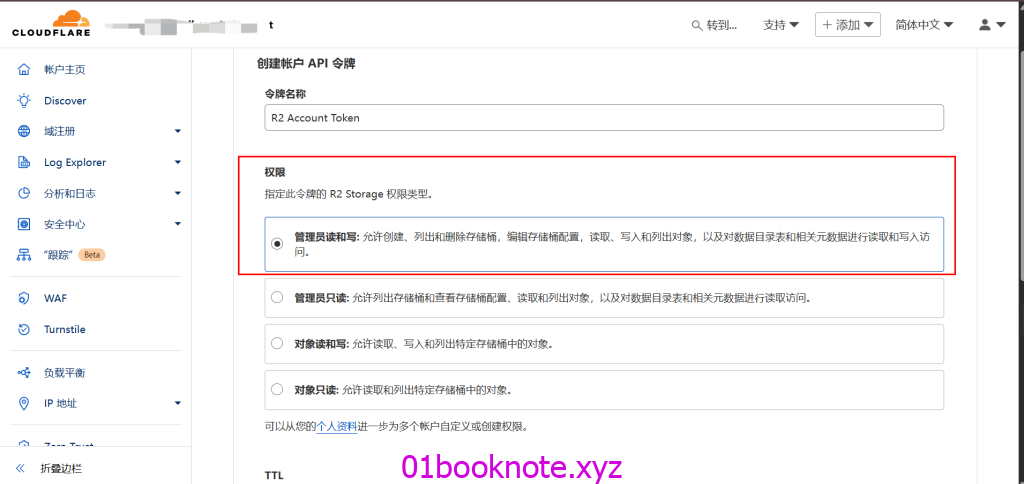 CLOUDFLARE
t
转到...
支持
添加
简体中文
帐户主页
Discover
域注册
Log Explorer
分析和日志
安全中心
“跟踪” Beta
WAF
Turnstile
负载平衡
IP 地址
Zero Trust
折叠边栏
创建帐户 API 令牌
令牌名称
R2 Account Token
权限
指定此令牌的 R2 Storage 权限类型。
管理员读和写: 允许创建、列出和删除存储桶，编辑存储桶配置，读取、写入和列出对象，以及对数据目录表和相关元数据进行读取和写入访
问。
管理员只读: 允许列出存储桶和查看存储桶配置、读取和列出对象，以及对数据目录表和相关元数据进行读取访问。
对象读和写: 允许读取、写入和列出特定存储桶中的对象。
对象只读: 允许读取和列出特定存储桶中的对象。
可以从您的个人资料进一步为多个帐户自定义或创建权限。
TTL
01booknote.xyz